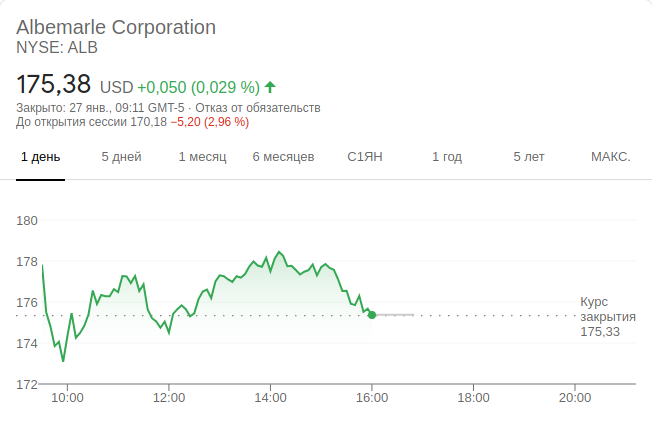 Albemarle Corporation
NYSE: ALB
175,38 USD +0,050 (0,029 %)
Закрыто: 27 янв., 09:11 GMT-5 · Отказ от обязательств
До открытия сессии 170,18 −5,20 (2,96 %)
1 день 5 дней 1 месяц 6 месяцев С1ЯН 1 год 5 лет МАКС.
180
178
176
174
172
Курс
закрытия
175,33
10:00 12:00 14:00 16:00 18:00 20:00